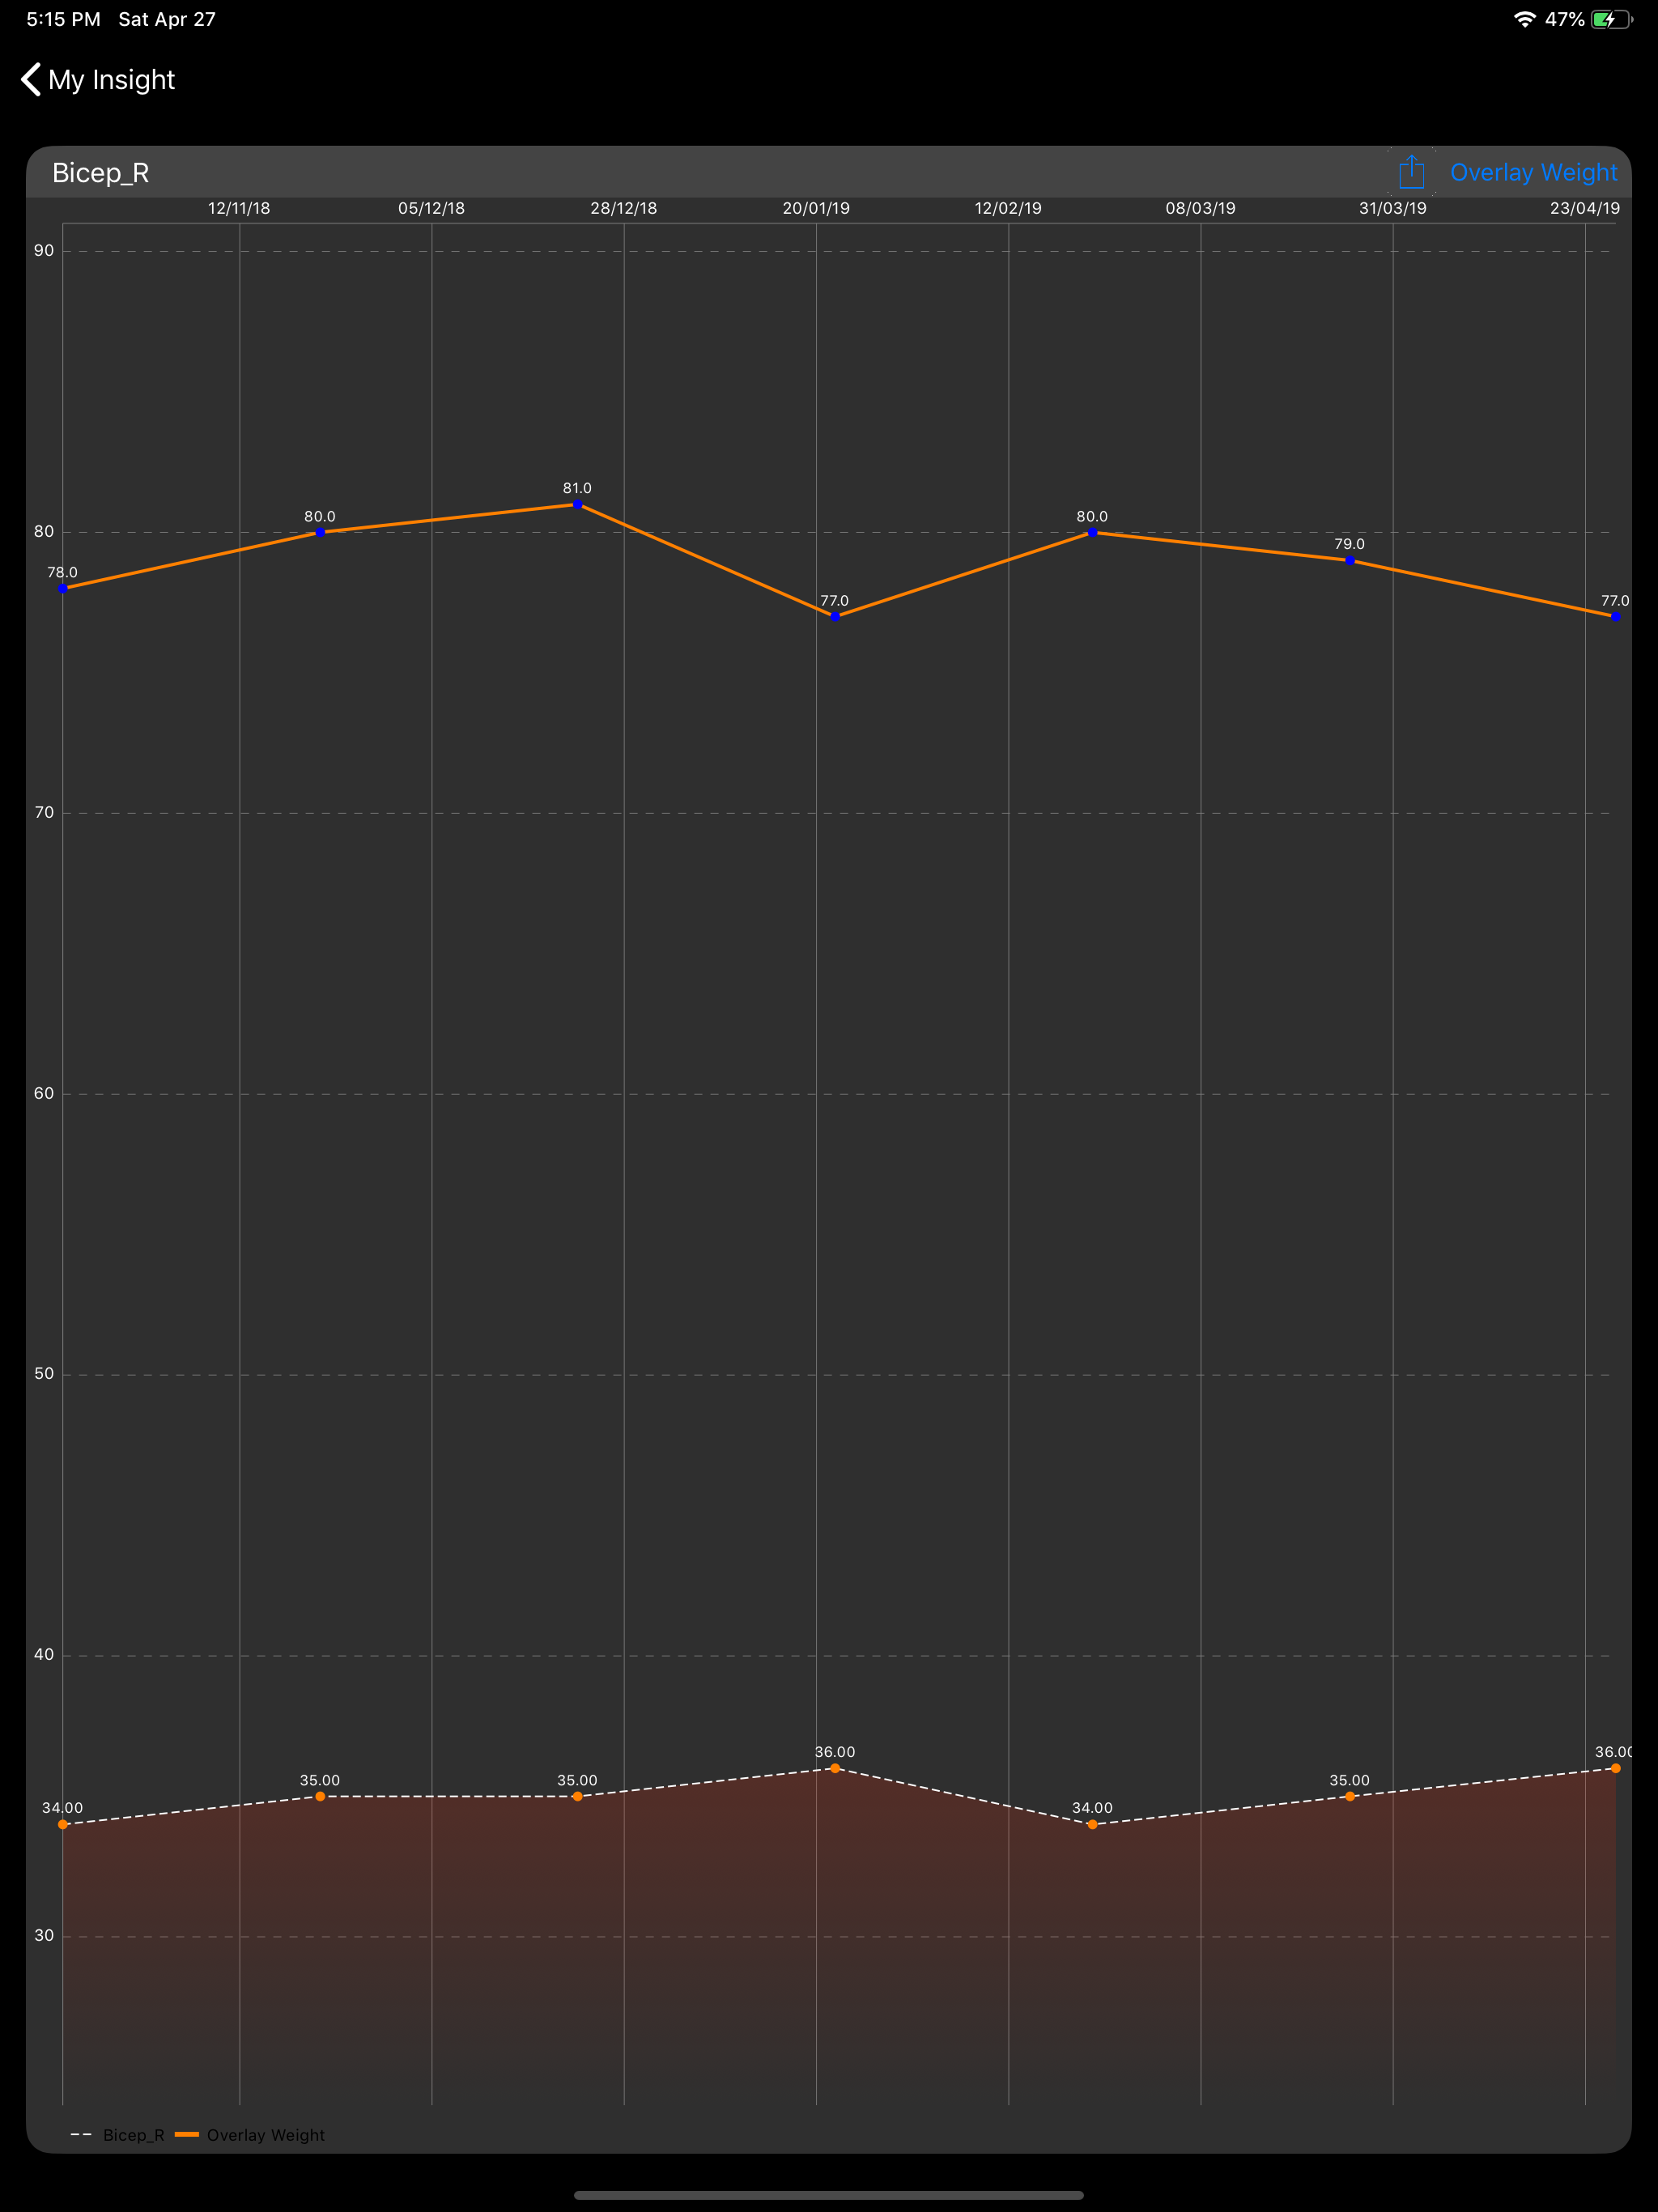 5:15 PM Sat Apr 27 47%
My Insight
Bicep_R Overlay Weight
12/11/18 05/12/18 28/12/18 20/01/19 12/02/19 08/03/19 31/03/19 23/04/19
90
81.0
80.0 80.0
80
79.0
78.0
77.0 77.0
70
60
50
40
36.00 36.00
35.00 35.00 35.00
34.00 34.00
30
Bicep_R Overlay Weight